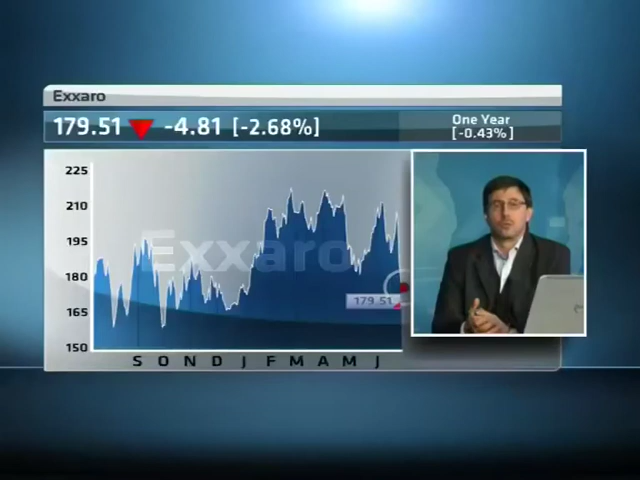 Exxaro
179.51 -4.81 [-2.68%]
One Year
[-0.43%]
225
210
195
180
165
150
Exxaro
179.51
S O N D J F M A M J